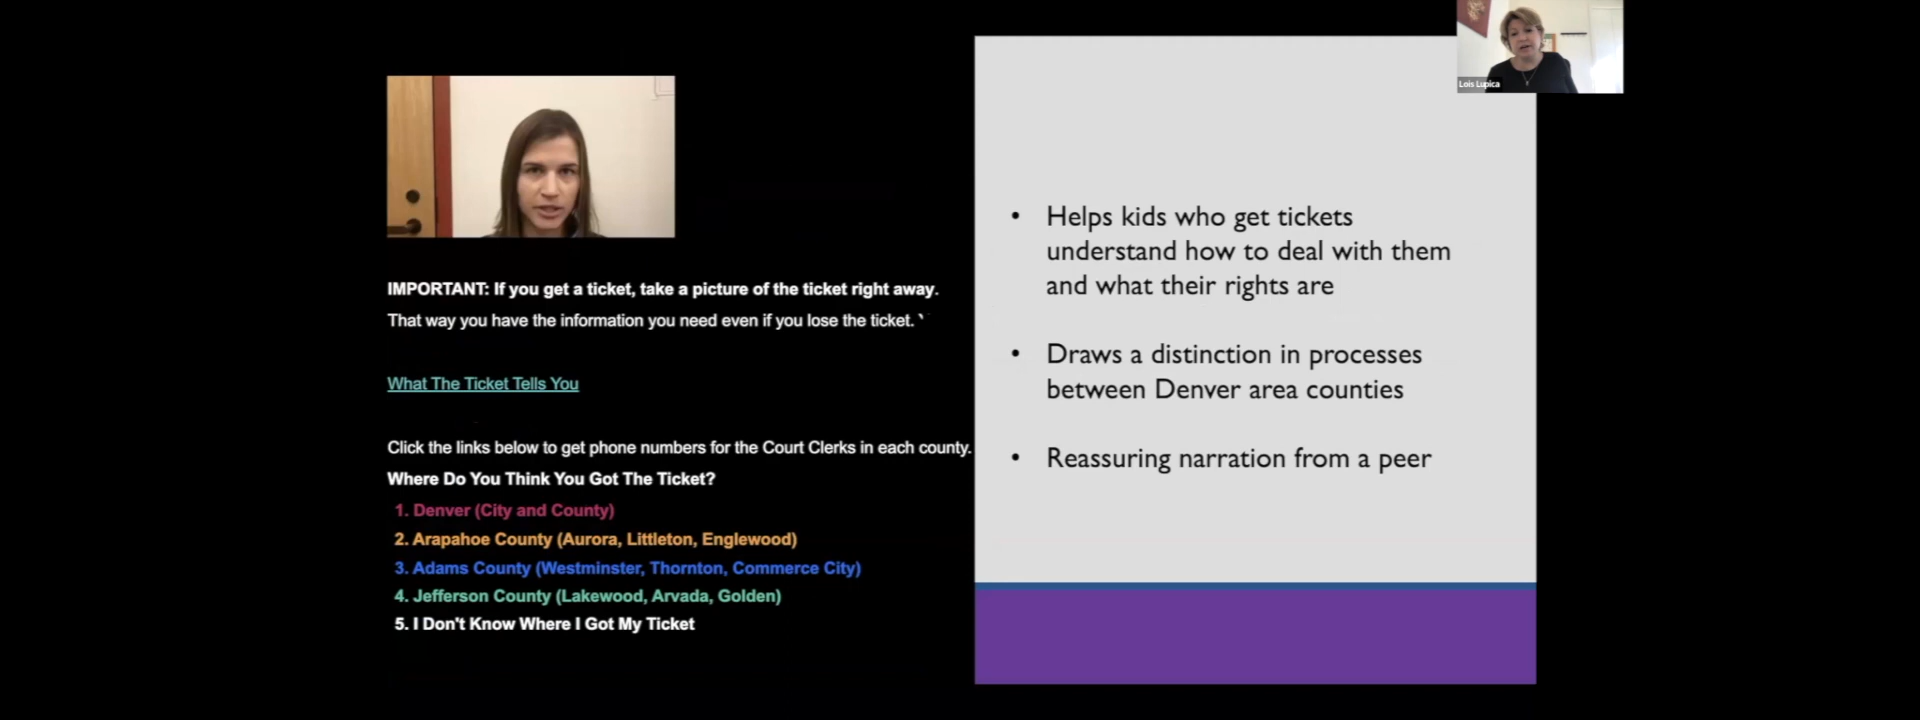 Lois Lupica
IMPORTANT: If you get a ticket, take a picture of the ticket right away.
That way you have the information you need even if you lose the ticket.
What The Ticket Tells You
Click the links below to get phone numbers for the Court Clerks in each county.
Where Do You Think You Got The Ticket?
1. Denver (City and County)
2. Arapahoe County (Aurora, Littleton, Englewood)
3. Adams County (Westminster, Thornton, Commerce City)
4. Jefferson County (Lakewood, Arvada, Golden)
5. I Don't Know Where I Got My Ticket
• Helps kids who get tickets
understand how to deal with them
and what their rights are
• Draws a distinction in processes
between Denver area counties
• Reassuring narration from a peer